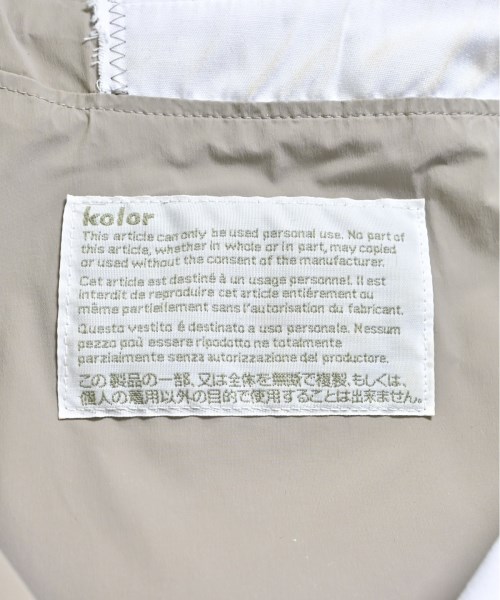 kolor
This article can only be used personal use. No part of
this article, whether in whole or in part, may copied
or used without the consent of the manufacturer.
Cet article est destiné à un usage personnel. Il est
interdit de reproduire cet article entiérement ou
même partiellement sans l'autorisation du fabricant.
Questo vestito é destinato a uso personale. Nessun
pezzo può essere ripodotto ne totalmente
parzialmente senza autorizzazione del productore.
この製品の一部、又は全体を無断で複製、もしくは、
個人の着用以外の目的で使用することは出来ません。